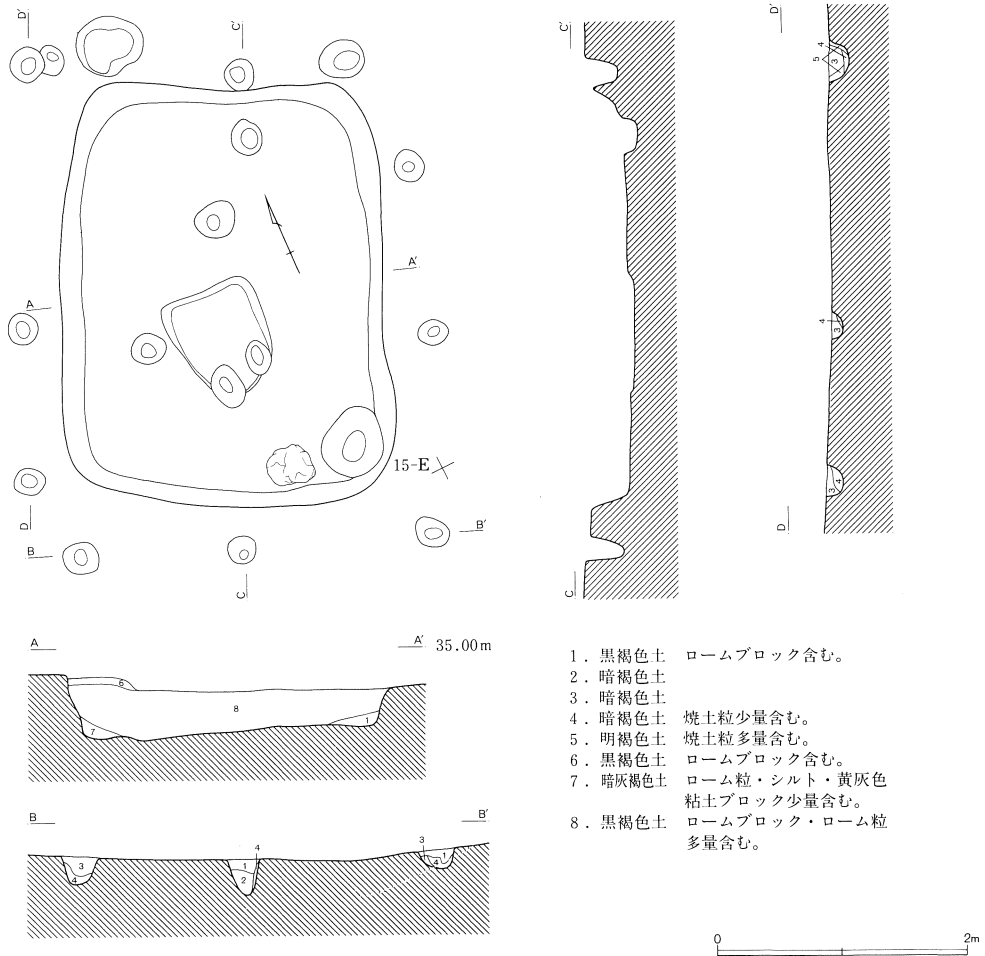 D′
C′
A
A′
15-E
D
B
B′
C
C′
C
D′
4
5
3
4
3
3
4
D
A
A′ 35.00m
6
8
7
1
B
B′
3
4
4
1
2
3
4
1
1．黒褐色土　ロームブロック含む。
2．暗褐色土
3．暗褐色土
4．暗褐色土　焼土粒少量含む。
5．明褐色土　焼土粒多量含む。
6．黒褐色土　ロームブロック含む。
7．暗灰褐色土　ローム粒・シルト・黄灰色
粘土ブロック少量含む。
8．黒褐色土　ロームブロック・ローム粒
多量含む。
0
2m